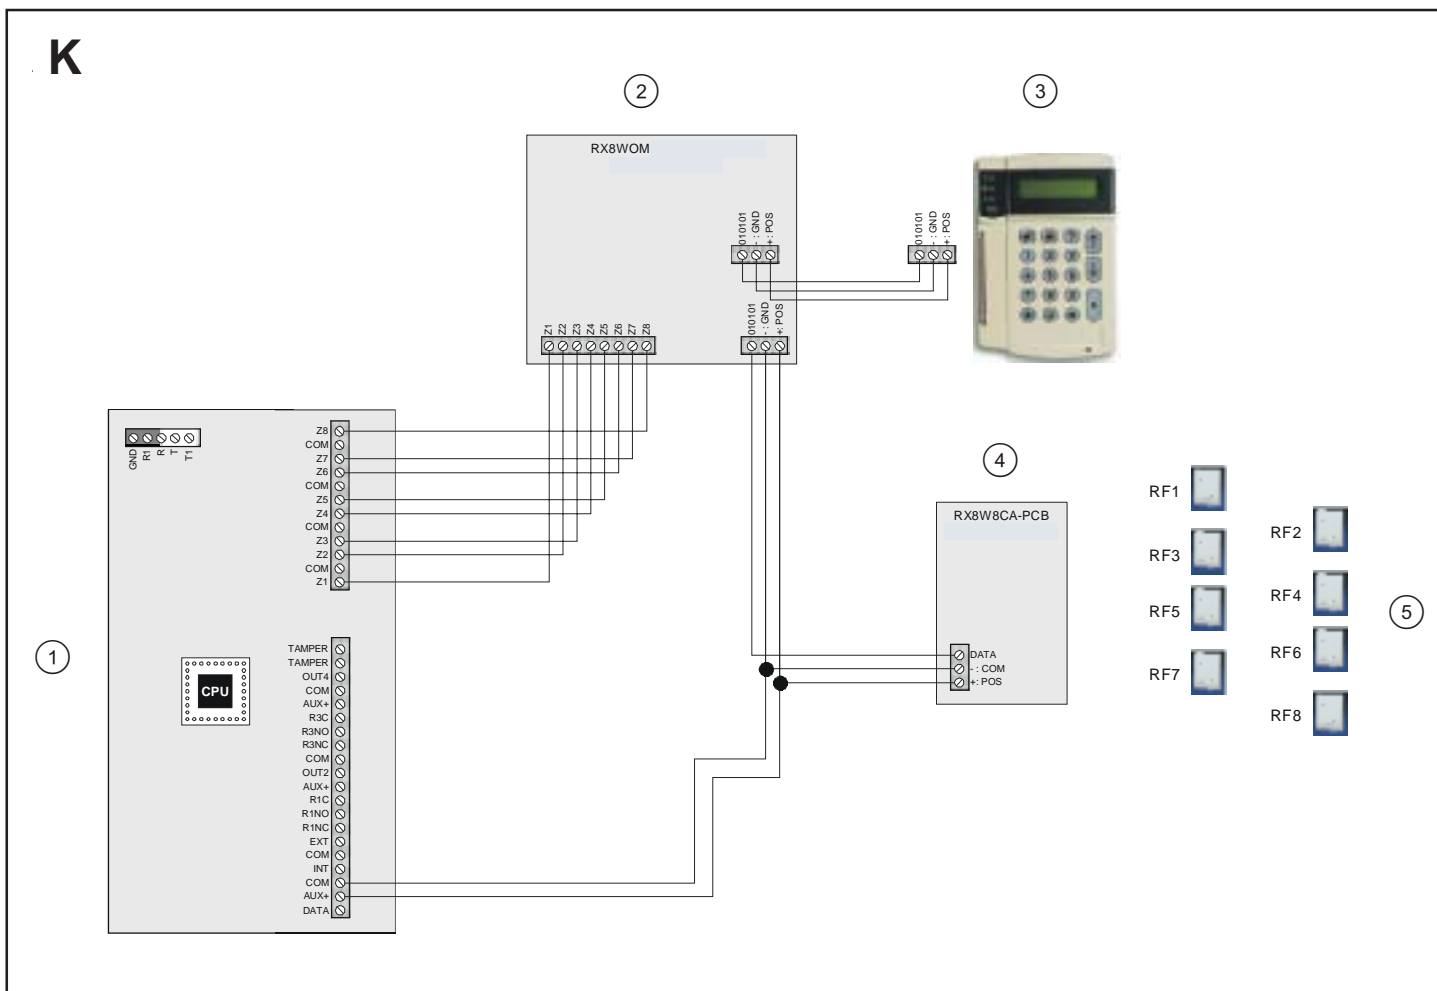 K
2
3
RX8WOM
010101
- : GND
+: POS
010101
- : GND
+: POS
010101
- : GND
+: POS
Z1
Z2
Z3
Z4
Z5
Z6
Z7
Z8
GND
R1
R
T
T1
Z8
COM
Z7
Z6
COM
Z5
Z4
COM
Z3
Z2
COM
Z1
1
CPU
TAMPER
TAMPER
OUT4
COM
AUX+
R3C
R3NO
R3NC
COM
OUT2
AUX+
R1C
R1NO
R1NC
EXT
COM
INT
COM
AUX+
DATA
4
RX8W8CA-PCB
DATA
- : COM
+: POS
RF1
RF2
RF3
RF4
RF5
RF6
RF7
RF8
5